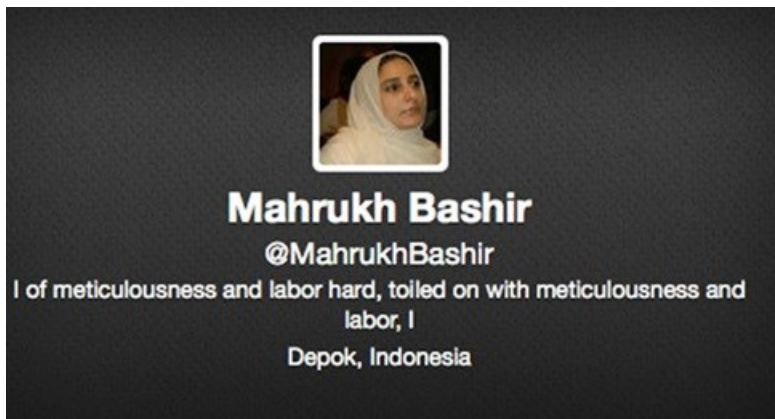 Mahrukh Bashir
@MahrukhBashir
I of meticulousness and labor hard, toiled on with meticulousness and
labor, I
Depok, Indonesia